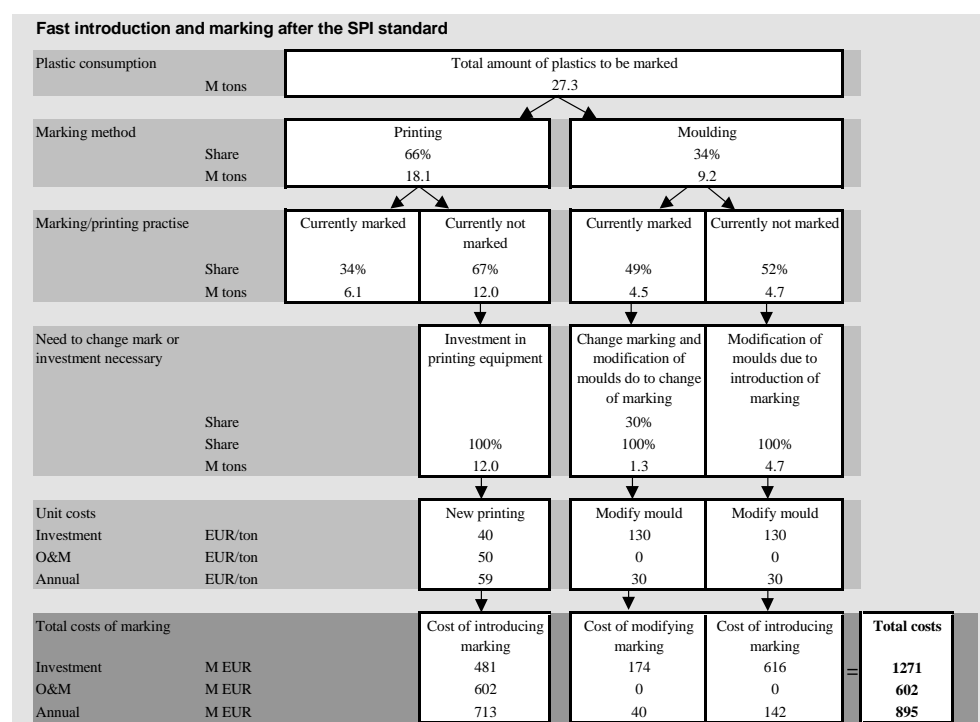 Fast introduction and marking after the SPI standard
Plastic consumption Total amount of plastics to be marked
M tons 27.3
Marking method Printing Moulding
Share 66% 34%
M tons 18.1 9.2
Marking/printing practise Currently marked Currently not Currently marked Currently not marked
marked
Share 34% 67% 49% 52%
M tons 6.1 12.0 4.5 4.7
Need to change mark or Investment in Change marking and Modification of
investment necessary printing equipment modification of moulds due to
moulds do to change introduction of
of marking marking
Share 30%
Share 100% 100% 100%
M tons 12.0 1.3 4.7
Unit costs New printing Modify mould Modify mould
Investment EUR/ton 40 130 130
O&M EUR/ton 50 0 0
Annual EUR/ton 59 30 30
Total costs of marking Cost of introducing Cost of modifying Cost of introducing Total costs
marking marking marking
Investment M EUR 481 174 616 = 1271
O&M M EUR 602 0 0 602
Annual M EUR 713 40 142 895